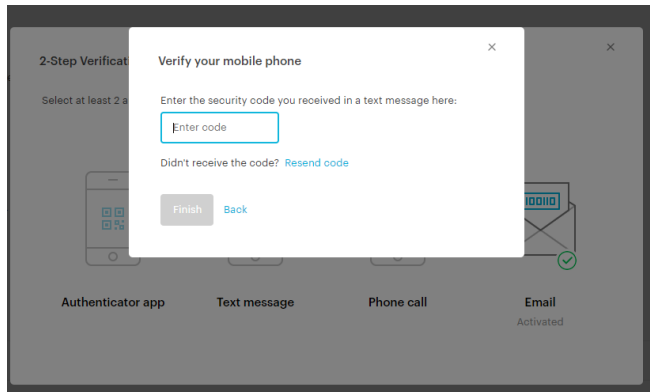 2-Step Verificat
Select at least 2 a
Verify your mobile phone
Enter the security code you received in a text message here:
Enter code
Didn't receive the code? Resend code
Finish Back
10110
Authenticator app
Text message
Phone call
Email
Activated